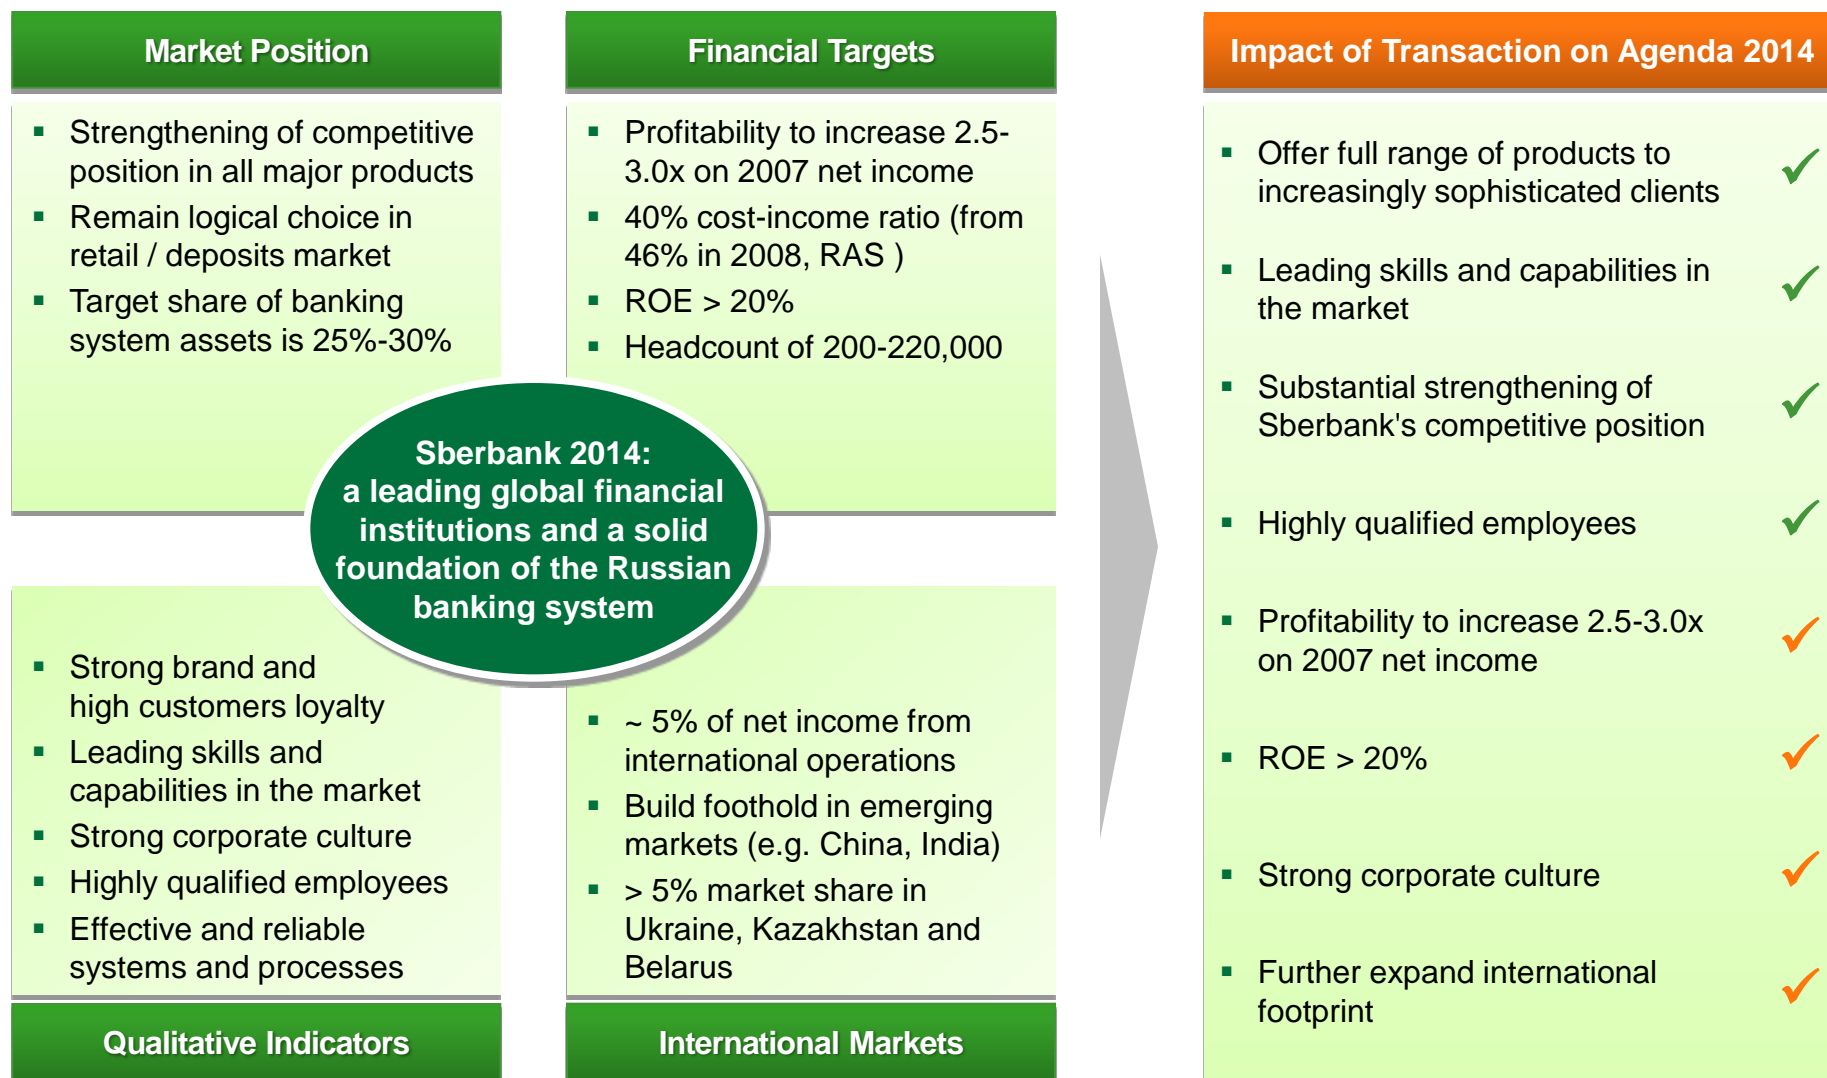 Market Position
Strengthening of competitive
position in all major products
Remain logical choice in
retail / deposits market
Target share of banking
system assets is 25%-30%
Financial Targets
Profitability to increase 2.5-
3.0x on 2007 net income
40% cost-income ratio (from
46% in 2008, RAS )
ROE > 20%
Headcount of 200-220,000
Sberbank 2014:
a leading global financial
institutions and a solid
foundation of the Russian
banking system
Strong brand and
high customers loyalty
Leading skills and
capabilities in the market
Strong corporate culture
Highly qualified employees
Effective and reliable
systems and processes
Qualitative Indicators
~ 5% of net income from
international operations
Build foothold in emerging
markets (e.g. China, India)
> 5% market share in
Ukraine, Kazakhstan and
Belarus
International Markets
Impact of Transaction on Agenda 2014
Offer full range of products to
increasingly sophisticated clients
Leading skills and capabilities in
the market
Substantial strengthening of
Sberbank's competitive position
Highly qualified employees
Profitability to increase 2.5-3.0x
on 2007 net income
ROE > 20%
Strong corporate culture
Further expand international
footprint